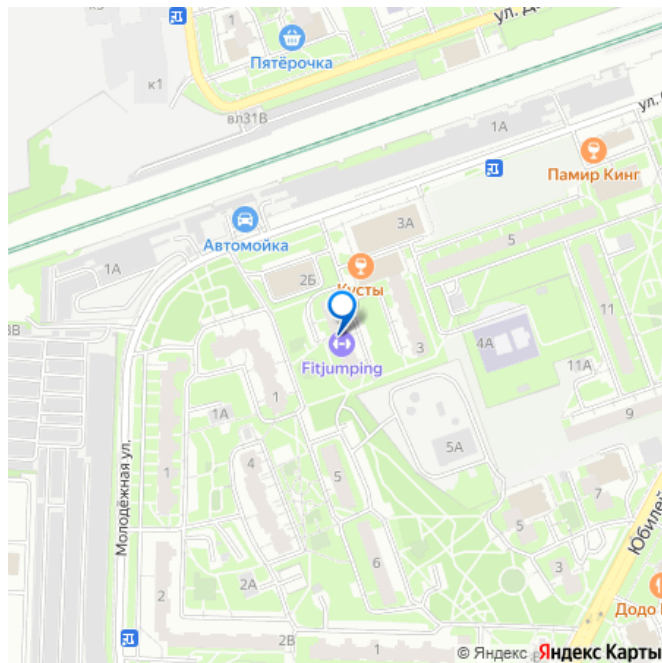 к3
ул. Д
Пятёрочка
к1
вл31В
ул.
1А
Памир Кинг
Автомойка
3А
5
1А
2Б
Кусты
11
3В
4А
Fitjumping
3
11А
1А
1
9
5А
4
5
1
7
Молодёжная ул.
5
Юбилей
6
3
2А
2
Додо
2В
1
© Яндекс Яндекс Карты